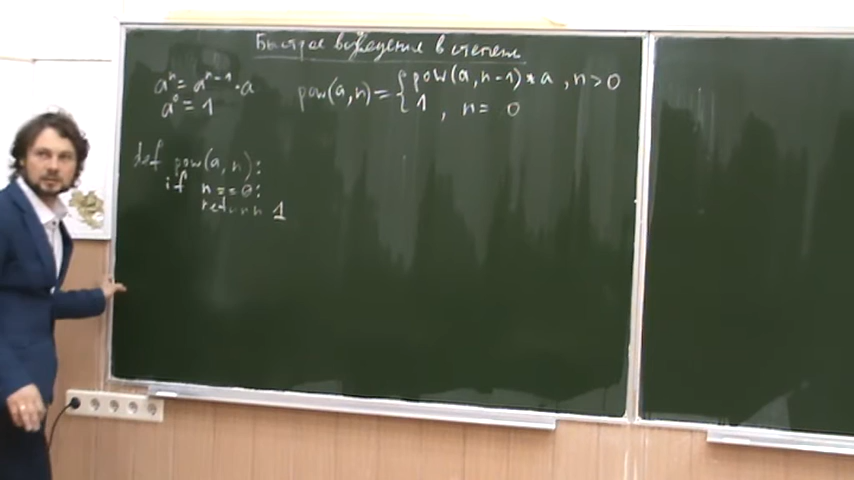 Быстрое возведение в степень
aⁿ = aⁿ⁻¹ · a
a⁰ = 1
pow(a,n) = { pow(a, n-1) * a , n > 0
1 , n = 0
def pow(a, n):
if n == 0:
return 1